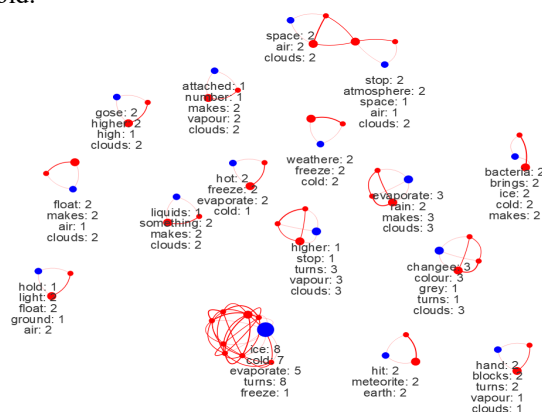 old.
space: 2
air: 2
clouds: 2
stop: 2
atmosphere: 2
space: 1
air: 1
clouds: 2
attached: 1
number: 1
makes: 2
vapour: 2
clouds: 2
gose: 2
higher: 2
high: 1
clouds: 2
weathere: 2
freeze: 2
cold: 2
bacteria: 2
brings: 2
ice: 2
cold: 2
makes: 2
hot: 2
freeze: 2
evaporate: 2
cold: 1
evaporate: 3
rain: 2
makes: 3
clouds: 3
float: 2
makes: 2
air: 1
clouds: 2
liquids: 1
something: 2
makes: 2
clouds: 2
higher: 1
stop: 1
turns: 3
vapour: 3
clouds: 3
changee: 3
colour: 3
grey: 1
turns: 1
clouds: 3
hold: 1
light: 2
float: 2
ground: 1
air: 2
ice: 8
cold: 7
evaporate: 5
turns: 8
freeze: 1
hit: 2
meteorite: 2
earth: 2
hand: 2
blocks: 2
turns: 2
vapour: 1
clouds: 1